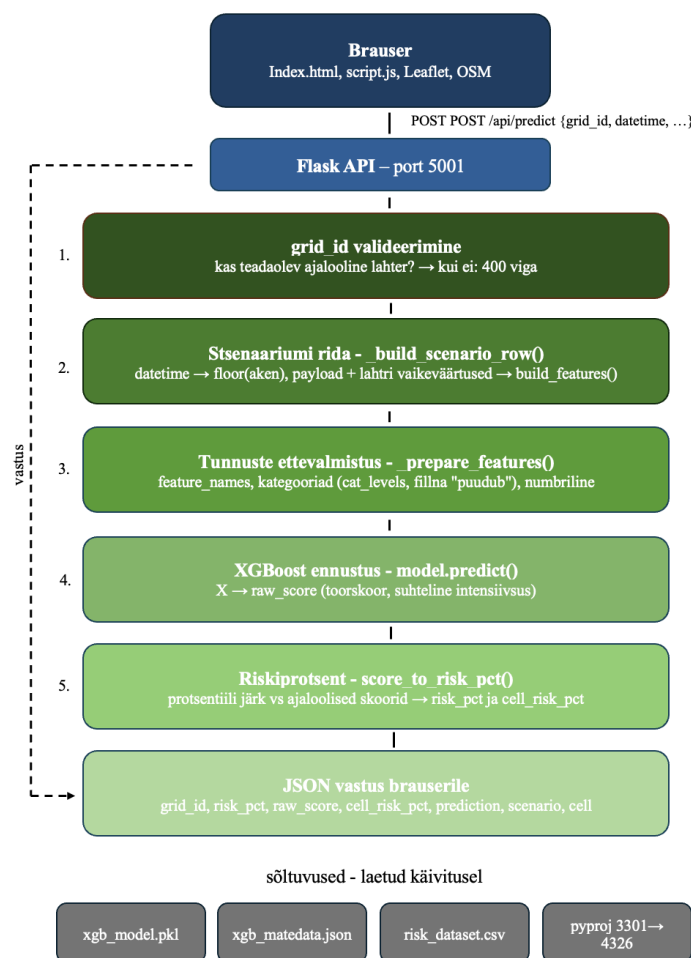 Brauser
Index.html, script.js, Leaflet, OSM
POST POST /api/predict {grid_id, datetime, …}
Flask API – port 5001
1.
grid_id valideerimine
kas teadaolev ajalooline lahter? → kui ei: 400 viga
2.
Stsenaariumi rida - _build_scenario_row()
datetime → floor(aken), payload + lahtri vaikeväärtused → build_features()
vastus
3.
Tunnuste ettevalmistus - _prepare_features()
feature_names, kategooriad (cat_levels, fillna "puudub"), numbriline
4.
XGBoost ennustus - model.predict()
X → raw_score (toorskoor, suhteline intensiivsus)
5.
Riskiprotsent - score_to_risk_pct()
protsentiili järk vs ajaloolised skoorid → risk_pct ja cell_risk_pct
JSON vastus brauserile
grid_id, risk_pct, raw_score, cell_risk_pct, prediction, scenario, cell
sõltuvused - laetud käivitusel
xgb_model.pkl
xgb_matedata.json
risk_dataset.csv
pyproj 3301→
4326